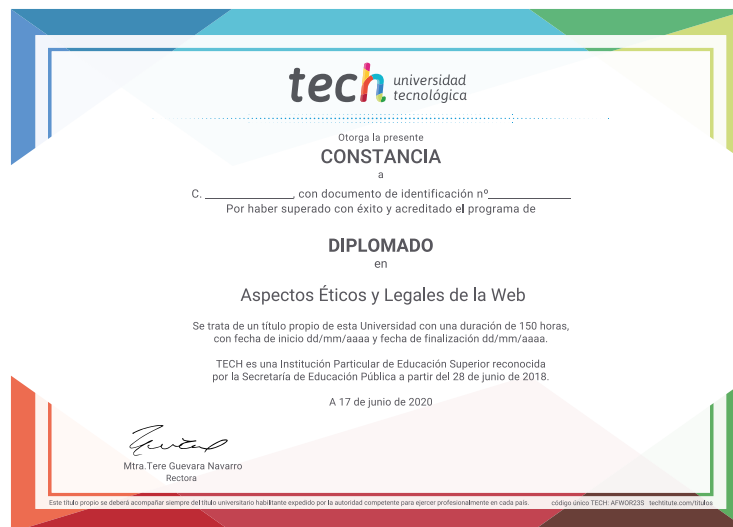 tech universidad
tecnológica
Otorga la presente
CONSTANCIA
a
C. ______________, con documento de identificación nº_____________
Por haber superado con éxito y acreditado el programa de
DIPLOMADO
en
Aspectos Éticos y Legales de la Web
Se trata de un título propio de esta Universidad con una duración de 150 horas,
con fecha de inicio dd/mm/aaaa y fecha de finalización dd/mm/aaaa.
TECH es una Institución Particular de Educación Superior reconocida
por la Secretaría de Educación Pública a partir del 28 de junio de 2018.
A 17 de junio de 2020
Mtra.Tere Guevara Navarro
Rectora
Este título propio se deberá acompañar siempre del título universitario habilitante expedido por la autoridad competente para ejercer profesionalmente en cada país. código único TECH: AFWOR23S techtitute.com/títulos